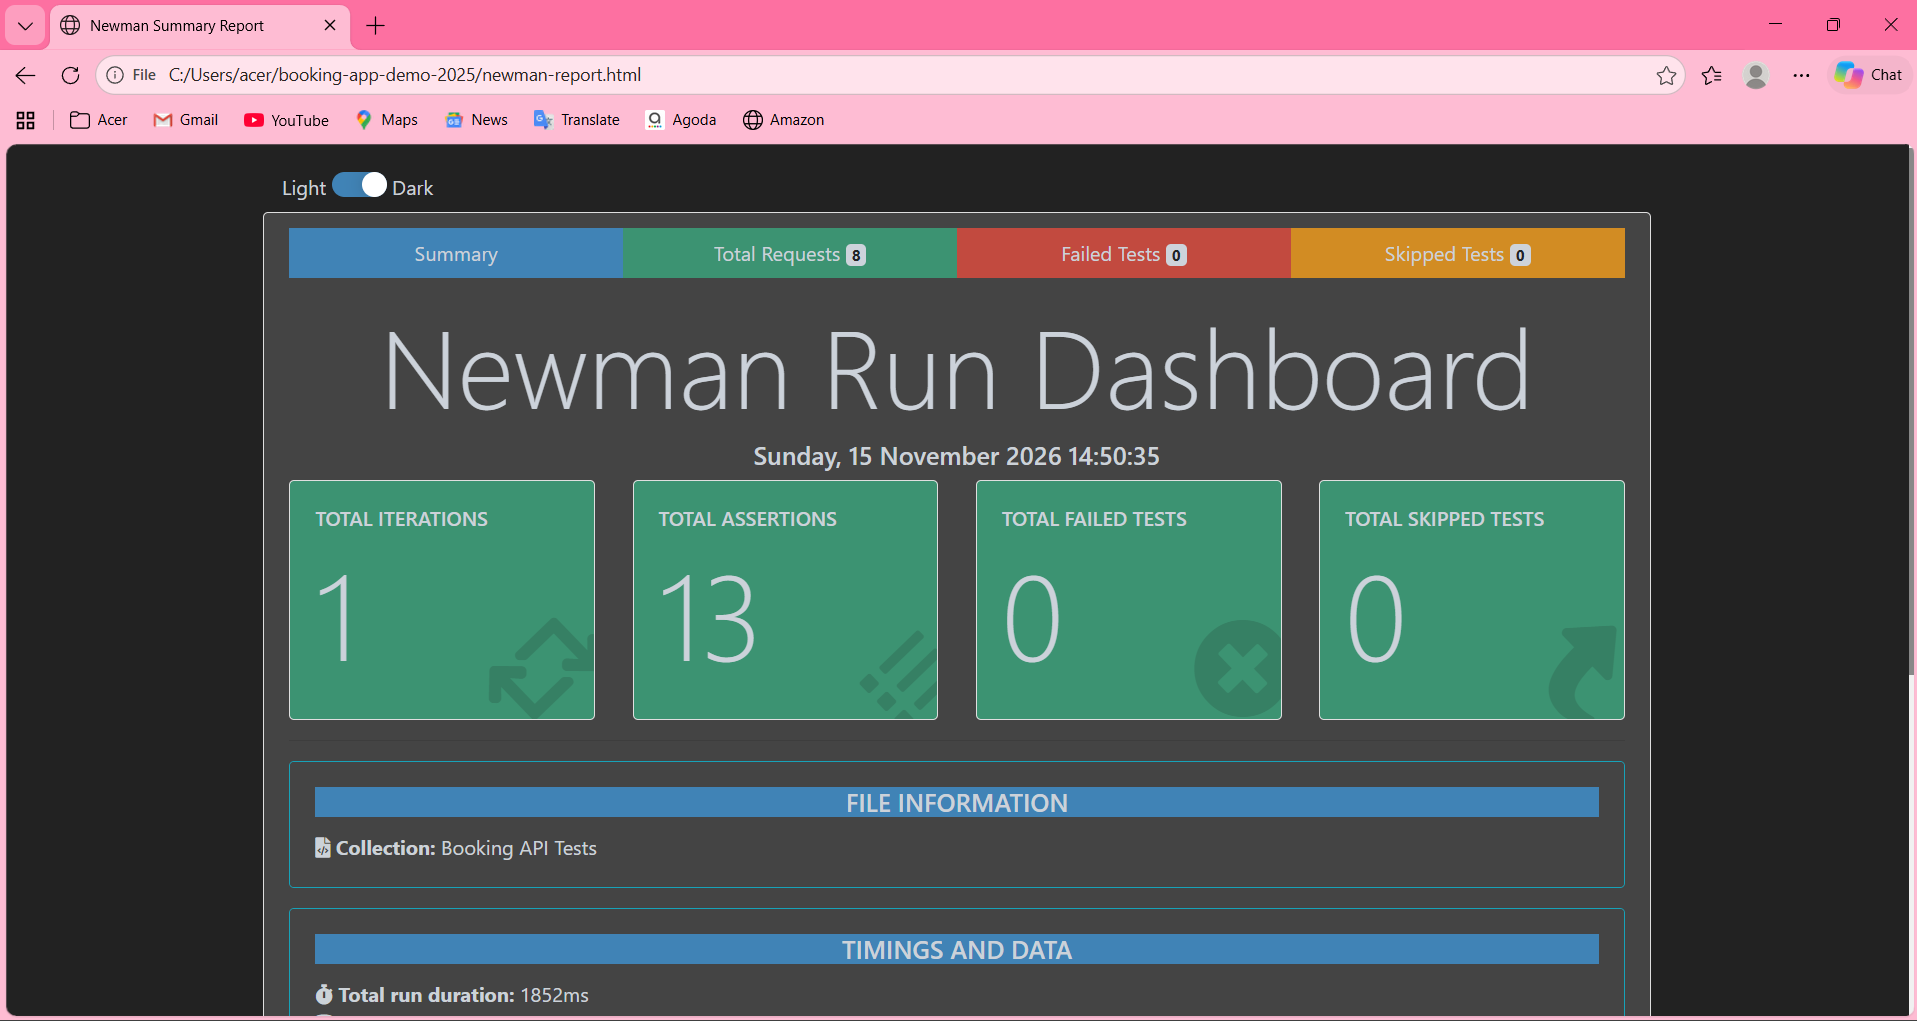 Newman Summary Report
File C:/Users/acer/booking-app-demo-2025/newman-report.html
Chat
Acer Gmail YouTube Maps News Translate Agoda Amazon
Light Dark
Summary Total Requests 8 Failed Tests 0 Skipped Tests 0
Newman Run Dashboard
Sunday, 15 November 2026 14:50:35
TOTAL ITERATIONS TOTAL ASSERTIONS TOTAL FAILED TESTS TOTAL SKIPPED TESTS
1 13 0 0
FILE INFORMATION
Collection: Booking API Tests
TIMINGS AND DATA
Total run duration: 1852ms